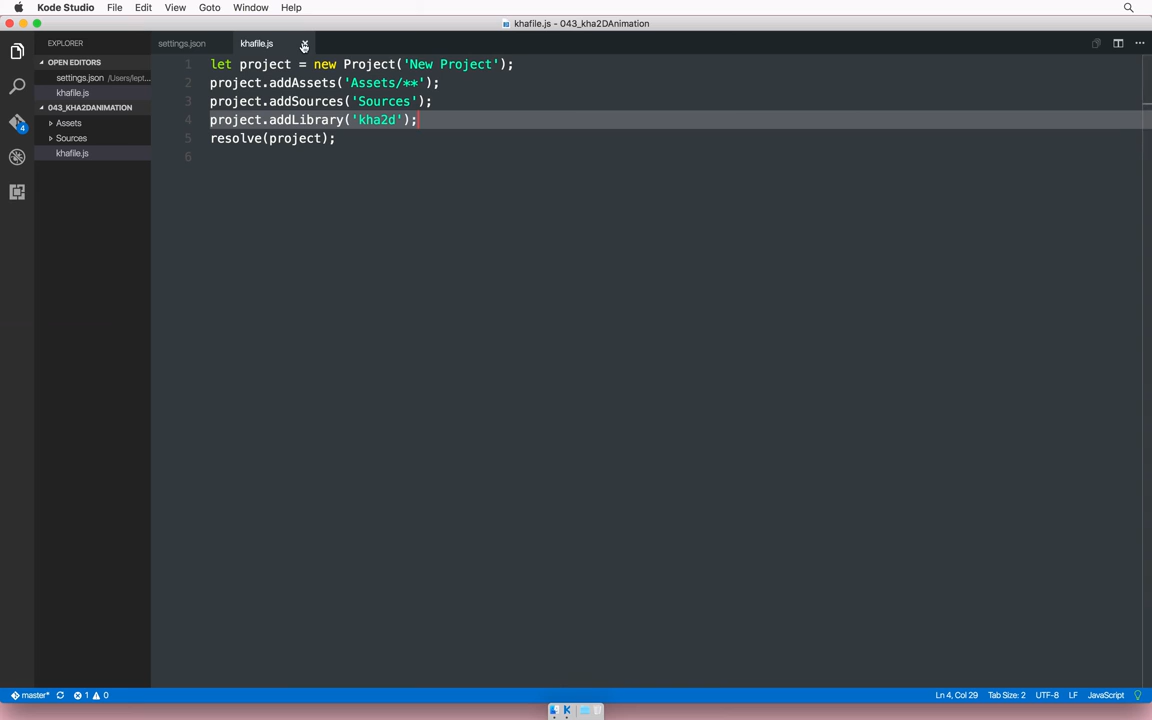 Kode Studio File Edit View Goto Window Help
khafile.js - 043_kha2DAnimation
EXPLORER
settings.json khafile.js
OPEN EDITORS
settings.json /Users/lept...
khafile.js
043_KHA2DANIMATION
Assets
Sources
khafile.js
4
1 let project = new Project('New Project');
2 project.addAssets('Assets/**');
3 project.addSources('Sources');
4 project.addLibrary('kha2d');
5 resolve(project);
6
master* 1 0 Ln 4, Col 29 Tab Size: 2 UTF-8 LF JavaScript
K